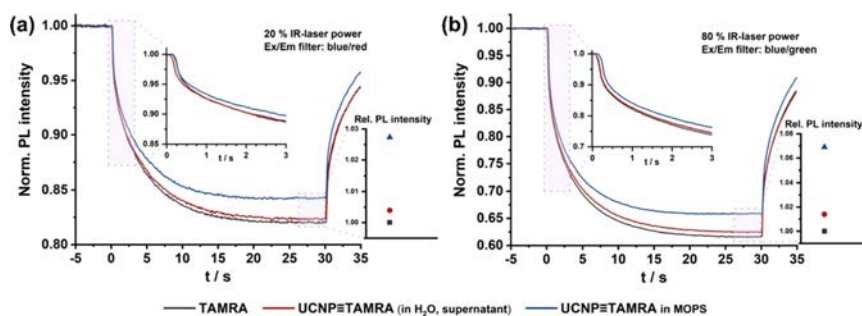 (a)
20 % IR-laser power
Ex/Em filter: blue/red
Norm. PL intensity
1.00
0.95
0.90
0.85
0.80
-5 0 5 10 15 20 25 30 35
t / s
1.00
0.95
0.90
0.85
0 1 2 3
t / s
Rel. PL intensity
1.03
1.02
1.01
1.00
(b)
80 % IR-laser power
Ex/Em filter: blue/green
Norm. PL intensity
1.00
0.95
0.90
0.85
0.80
0.75
0.70
0.65
0.60
-5 0 5 10 15 20 25 30 35
t / s
1.0
0.9
0.8
0.7
0 1 2 3
t / s
Rel. PL intensity
1.08
1.06
1.04
1.02
1.00
TAMRA UCNP≡TAMRA (in H₂O, supernatant) UCNP≡TAMRA in MOPS